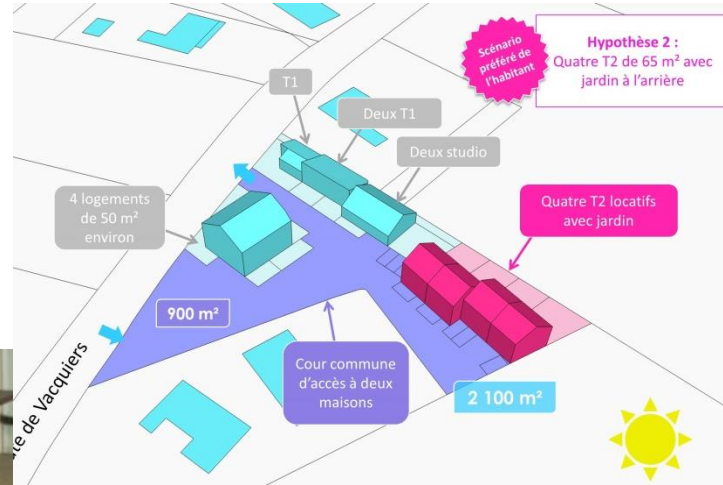 Scénario
préféré de
l'habitant
Hypothèse 2 :
Quatre T2 de 65 m² avec
jardin à l'arrière
T1
Deux T1
Deux studio
4 logements
de 50 m²
environ
Quatre T2 locatifs
avec jardin
900 m²
Cour commune
d'accès à deux
maisons
2 100 m²
de Vacquiers